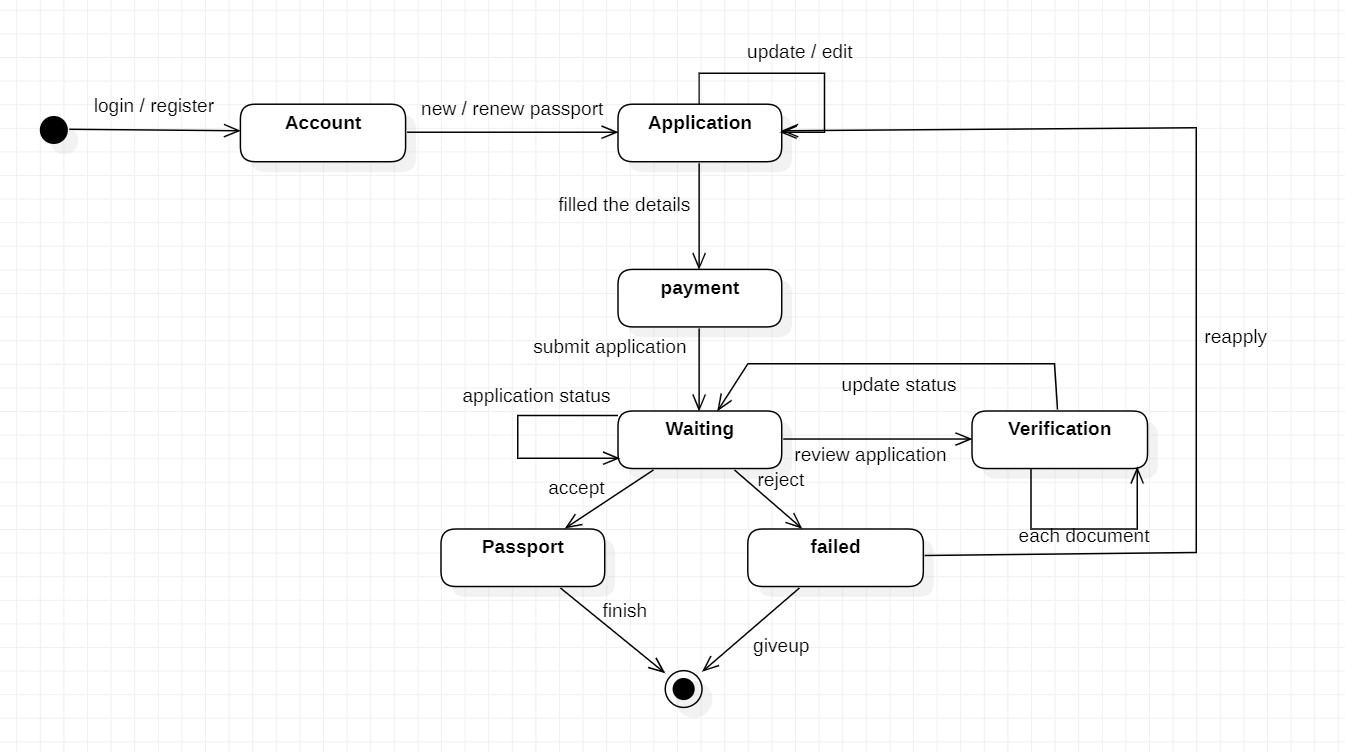 update / edit
login / register
new / renew passport
Account
Application
filled the details
payment
reapply
submit application
update status
application status
Waiting
Verification
review application
accept
reject
each document
Passport
failed
finish
giveup